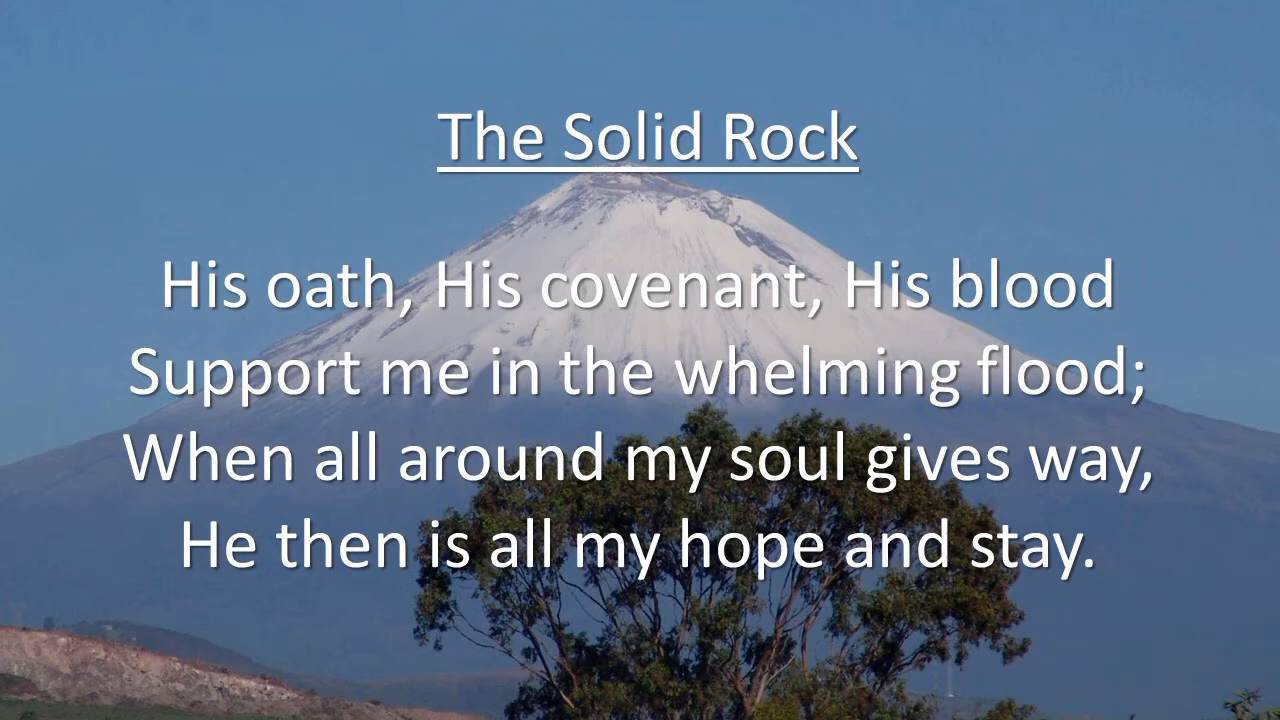 The Solid Rock
His oath, His covenant, His blood
Support me in the whelming flood;
When all around my soul gives way,
He then is all my hope and stay.